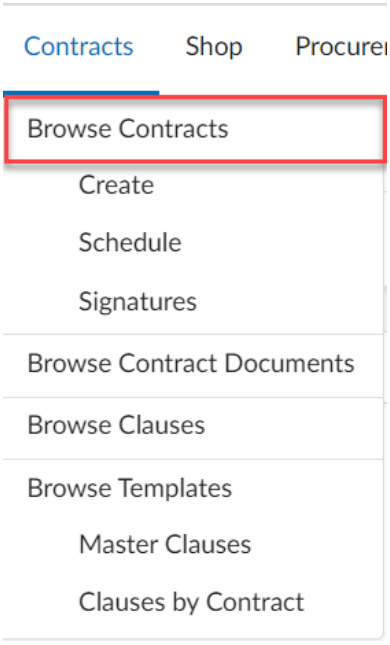 Contracts Shop Procure
Browse Contracts
Create
Schedule
Signatures
Browse Contract Documents
Browse Clauses
Browse Templates
Master Clauses
Clauses by Contract